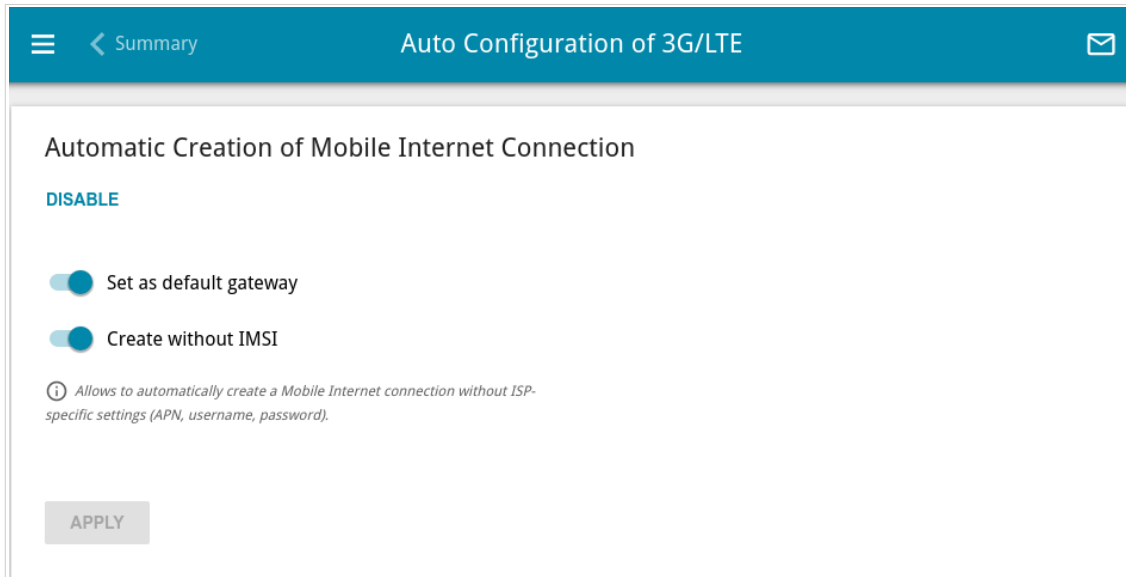 Summary
Auto Configuration of 3G/LTE
Automatic Creation of Mobile Internet Connection
DISABLE
Set as default gateway
Create without IMSI
Allows to automatically create a Mobile Internet connection without ISP-
specific settings (APN, username, password).
APPLY